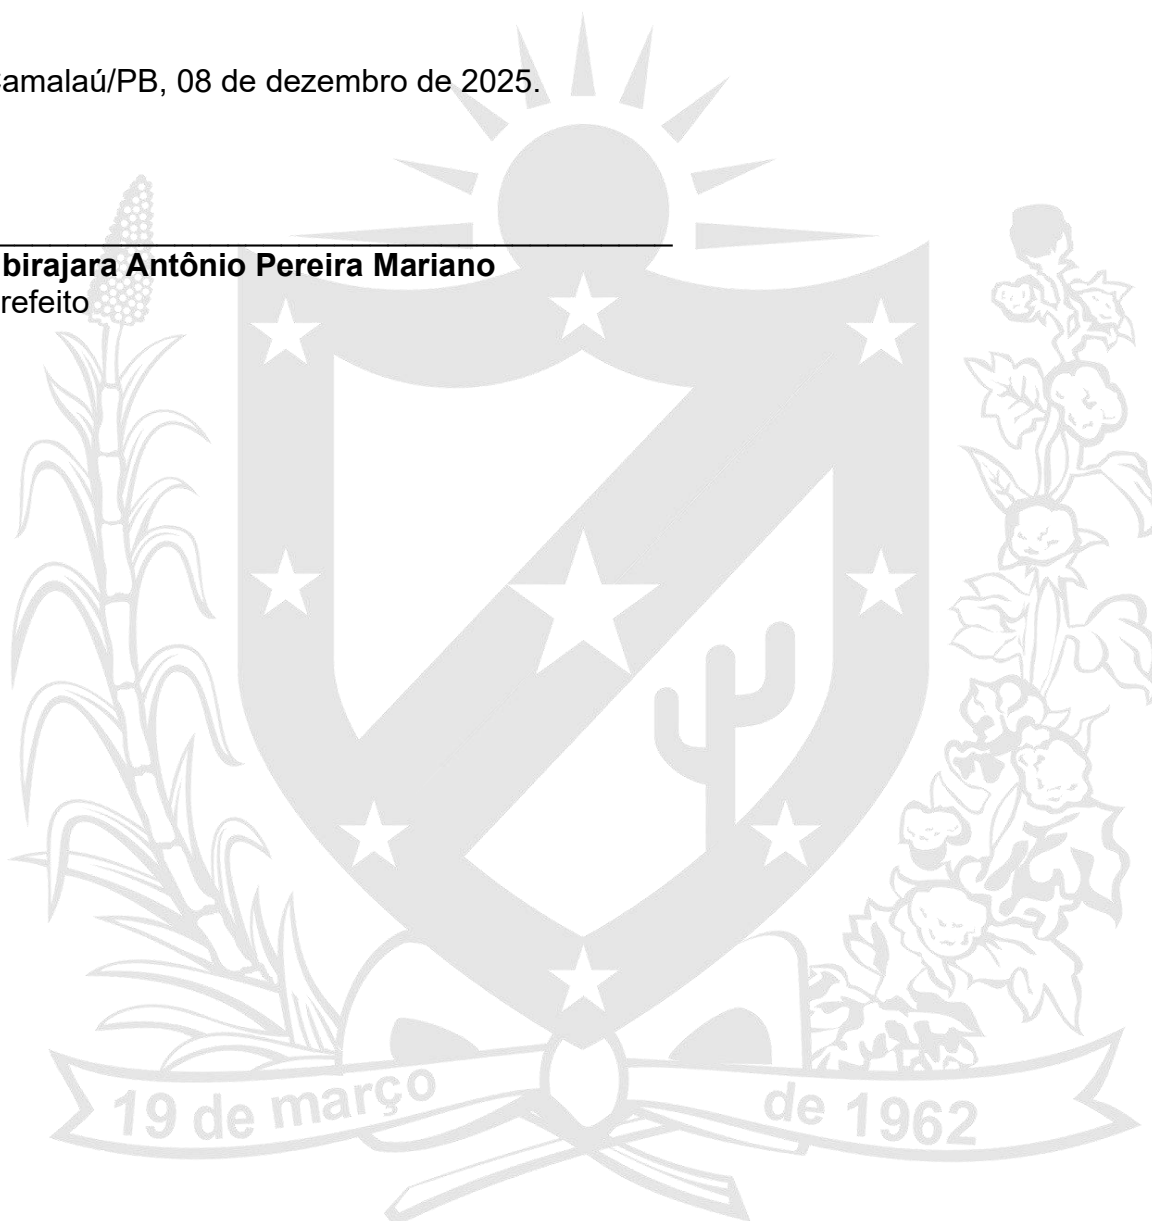 amalaú/PB, 08 de dezembro de 2025.
birajara Antônio Pereira Mariano
refeito
19 de março de 1962